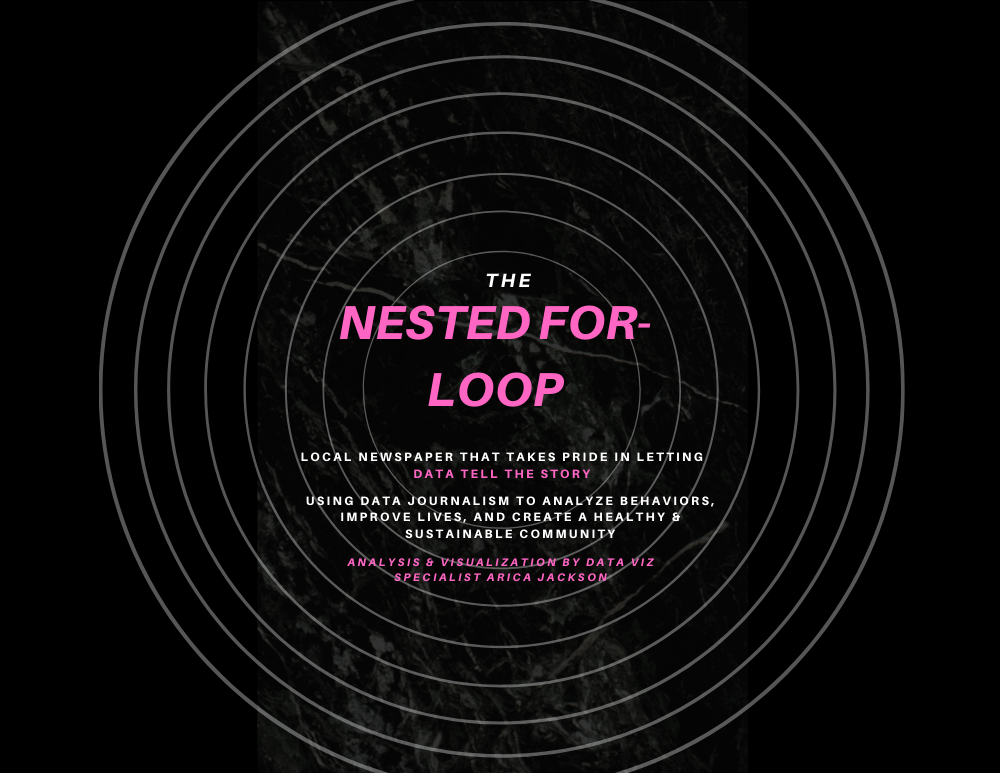 THE
NESTED FOR-
LOOP
LOCAL NEWSPAPER THAT TAKES PRIDE IN LETTING
DATA TELL THE STORY
USING DATA JOURNALISM TO ANALYZE BEHAVIORS,
IMPROVE LIVES, AND CREATE A HEALTHY &
SUSTAINABLE COMMUNITY
ANALYSIS & VISUALIZATION BY DATA VIZ
SPECIALIST ARICA JACKSON